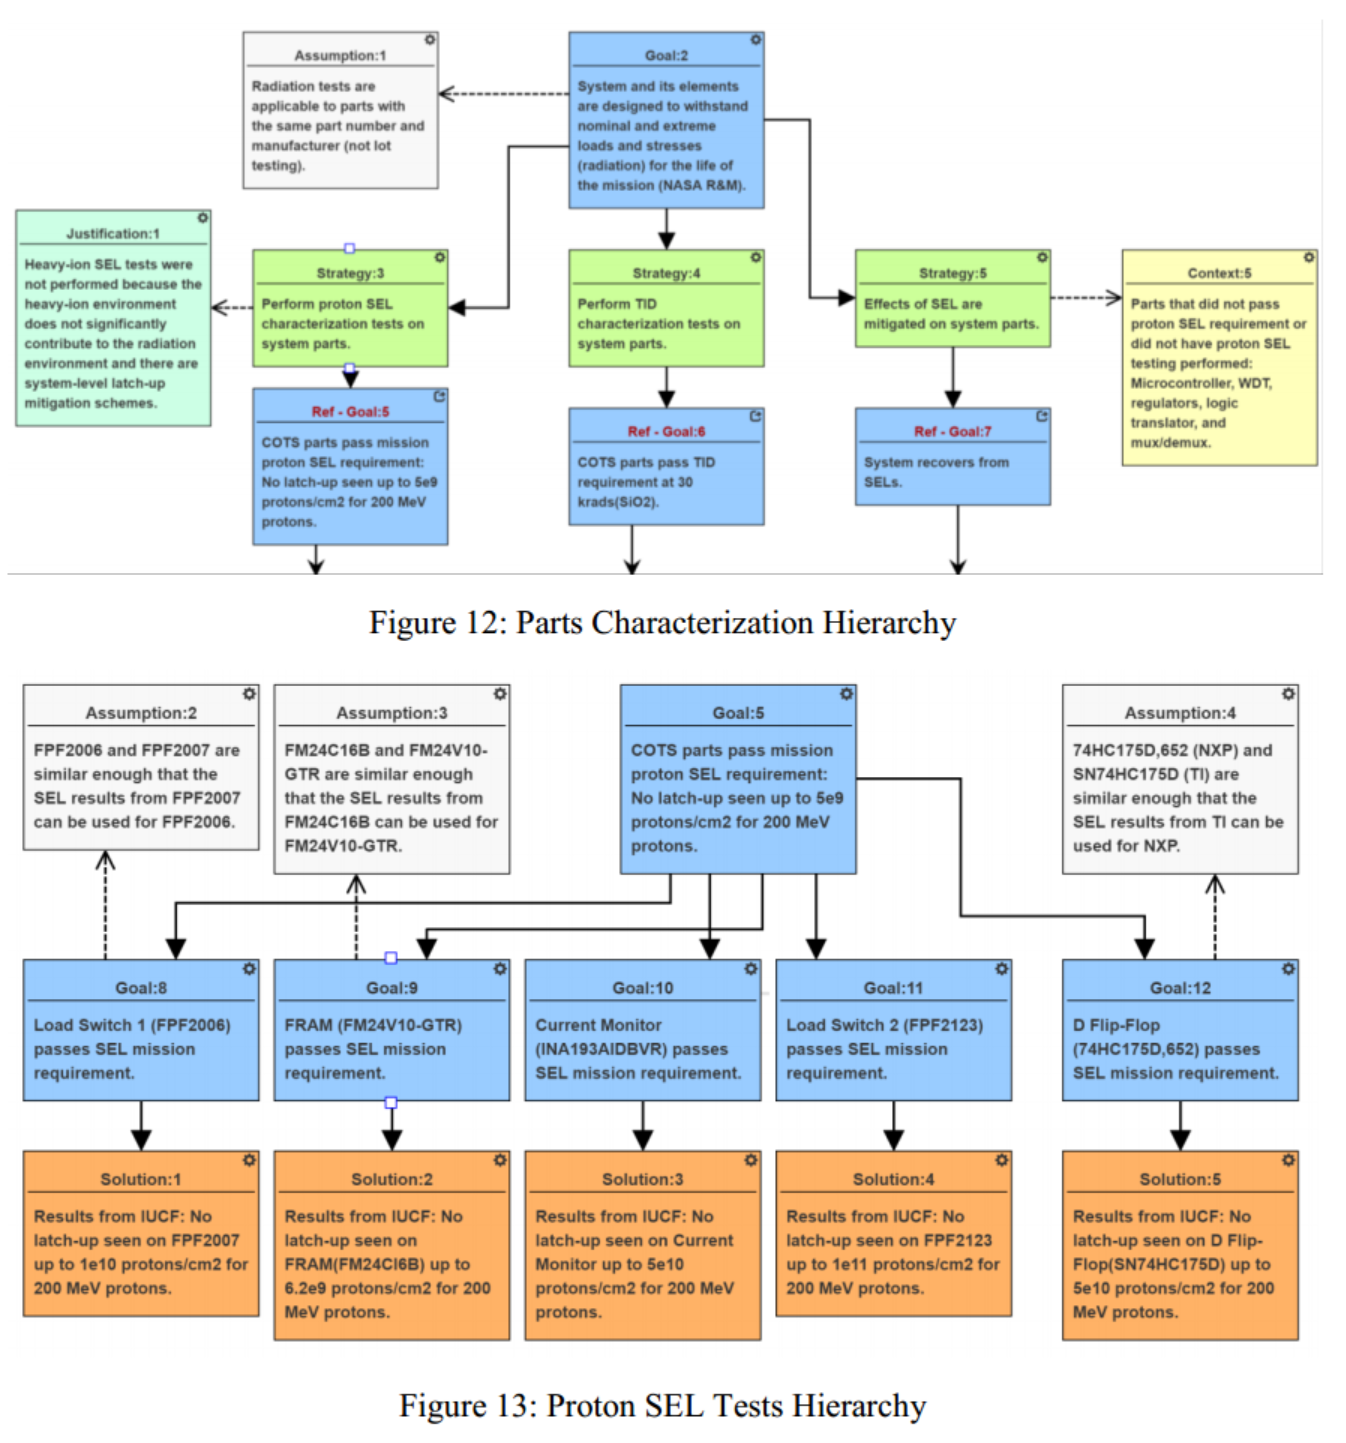 Assumption:1
Radiation tests are
applicable to parts with
the same part number and
manufacturer (not lot
testing).
Goal:2
System and its elements
are designed to withstand
nominal and extreme
loads and stresses
(radiation) for the life of
the mission (NASA R&M).
Justification:1
Heavy-ion SEL tests were
not performed because the
heavy-ion environment
does not significantly
contribute to the radiation
environment and there are
system-level latch-up
mitigation schemes.
Strategy:3
Perform proton SEL
characterization tests on
system parts.
Strategy:4
Perform TID
characterization tests on
system parts.
Strategy:5
Effects of SEL are
mitigated on system parts.
Context:5
Parts that did not pass
proton SEL requirement or
did not have proton SEL
testing performed:
Microcontroller, WDT,
regulators, logic
translator, and
mux/demux.
Ref - Goal:5
COTS parts pass mission
proton SEL requirement:
No latch-up seen up to 5e9
protons/cm2 for 200 MeV
protons.
Ref - Goal:6
COTS parts pass TID
requirement at 30
krads(SiO2).
Ref - Goal:7
System recovers from
SELs.
Figure 12: Parts Characterization Hierarchy
Assumption:2
FPF2006 and FPF2007 are
similar enough that the
SEL results from FPF2007
can be used for FPF2006.
Assumption:3
FM24C16B and FM24V10-
GTR are similar enough
that the SEL results from
FM24C16B can be used for
FM24V10-GTR.
Goal:5
COTS parts pass mission
proton SEL requirement:
No latch-up seen up to 5e9
protons/cm2 for 200 MeV
protons.
Assumption:4
74HC175D,652 (NXP) and
SN74HC175D (TI) are
similar enough that the
SEL results from TI can be
used for NXP.
Goal:8
Load Switch 1 (FPF2006)
passes SEL mission
requirement.
Goal:9
FRAM (FM24V10-GTR)
passes SEL mission
requirement.
Goal:10
Current Monitor
(INA193AIDBVR) passes
SEL mission requirement.
Goal:11
Load Switch 2 (FPF2123)
passes SEL mission
requirement.
Goal:12
D Flip-Flop
(74HC175D,652) passes
SEL mission requirement.
Solution:1
Results from IUCF: No
latch-up seen on FPF2007
up to 1e10 protons/cm2 for
200 MeV protons.
Solution:2
Results from IUCF: No
latch-up seen on
FRAM(FM24CI6B) up to
6.2e9 protons/cm2 for 200
MeV protons.
Solution:3
Results from IUCF: No
latch-up seen on Current
Monitor up to 5e10
protons/cm2 for 200 MeV
protons.
Solution:4
Results from IUCF: No
latch-up seen on FPF2123
up to 1e11 protons/cm2 for
200 MeV protons.
Solution:5
Results from IUCF: No
latch-up seen on D Flip-
Flop(SN74HC175D) up to
5e10 protons/cm2 for 200
MeV protons.
Figure 13: Proton SEL Tests Hierarchy